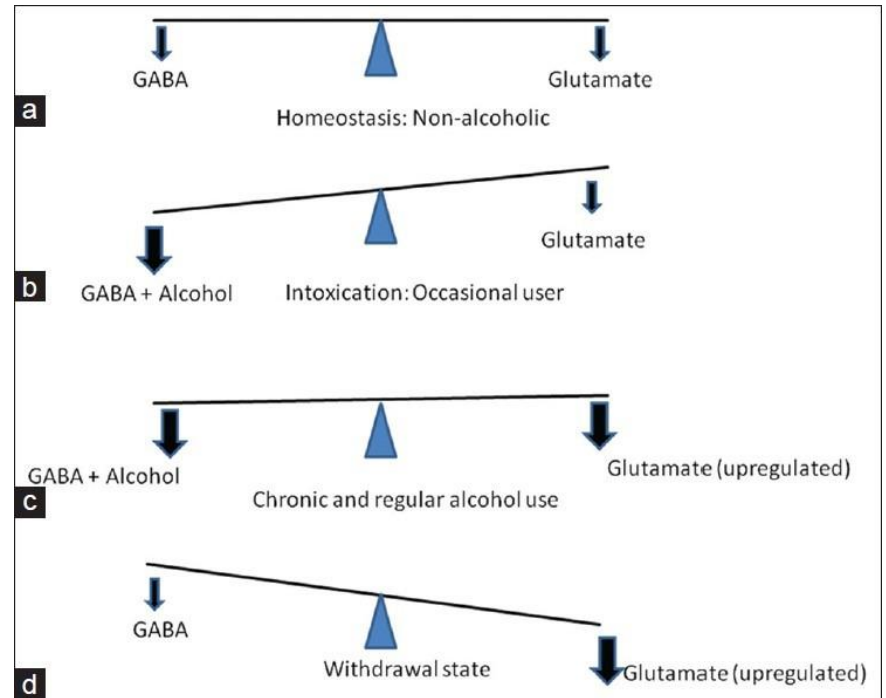 GABA
Glutamate
a
Homeostasis: Non-alcoholic
Glutamate
b
GABA + Alcohol
Intoxication: Occasional user
GABA + Alcohol
Glutamate (upregulated)
c
Chronic and regular alcohol use
GABA
Withdrawal state
Glutamate (upregulated)
d